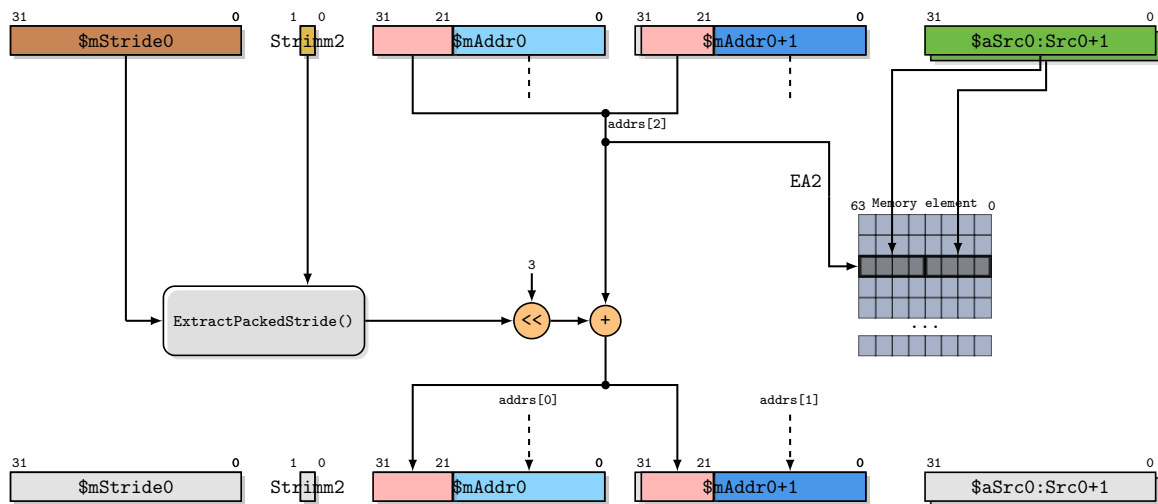 31 0 1 0 31 21 0 31 21 0 31 0
$mStride0 Strimm2 $mAddr0 $mAddr0+1 $aSrc0:Src0+1
addrs[2]
EA2
63 Memory element 0
3
ExtractPackedStride() << +
...
addrs[0] addrs[1]
31 0 1 0 31 21 0 31 21 0 31 0
$mStride0 Strimm2 $mAddr0 $mAddr0+1 $aSrc0:Src0+1